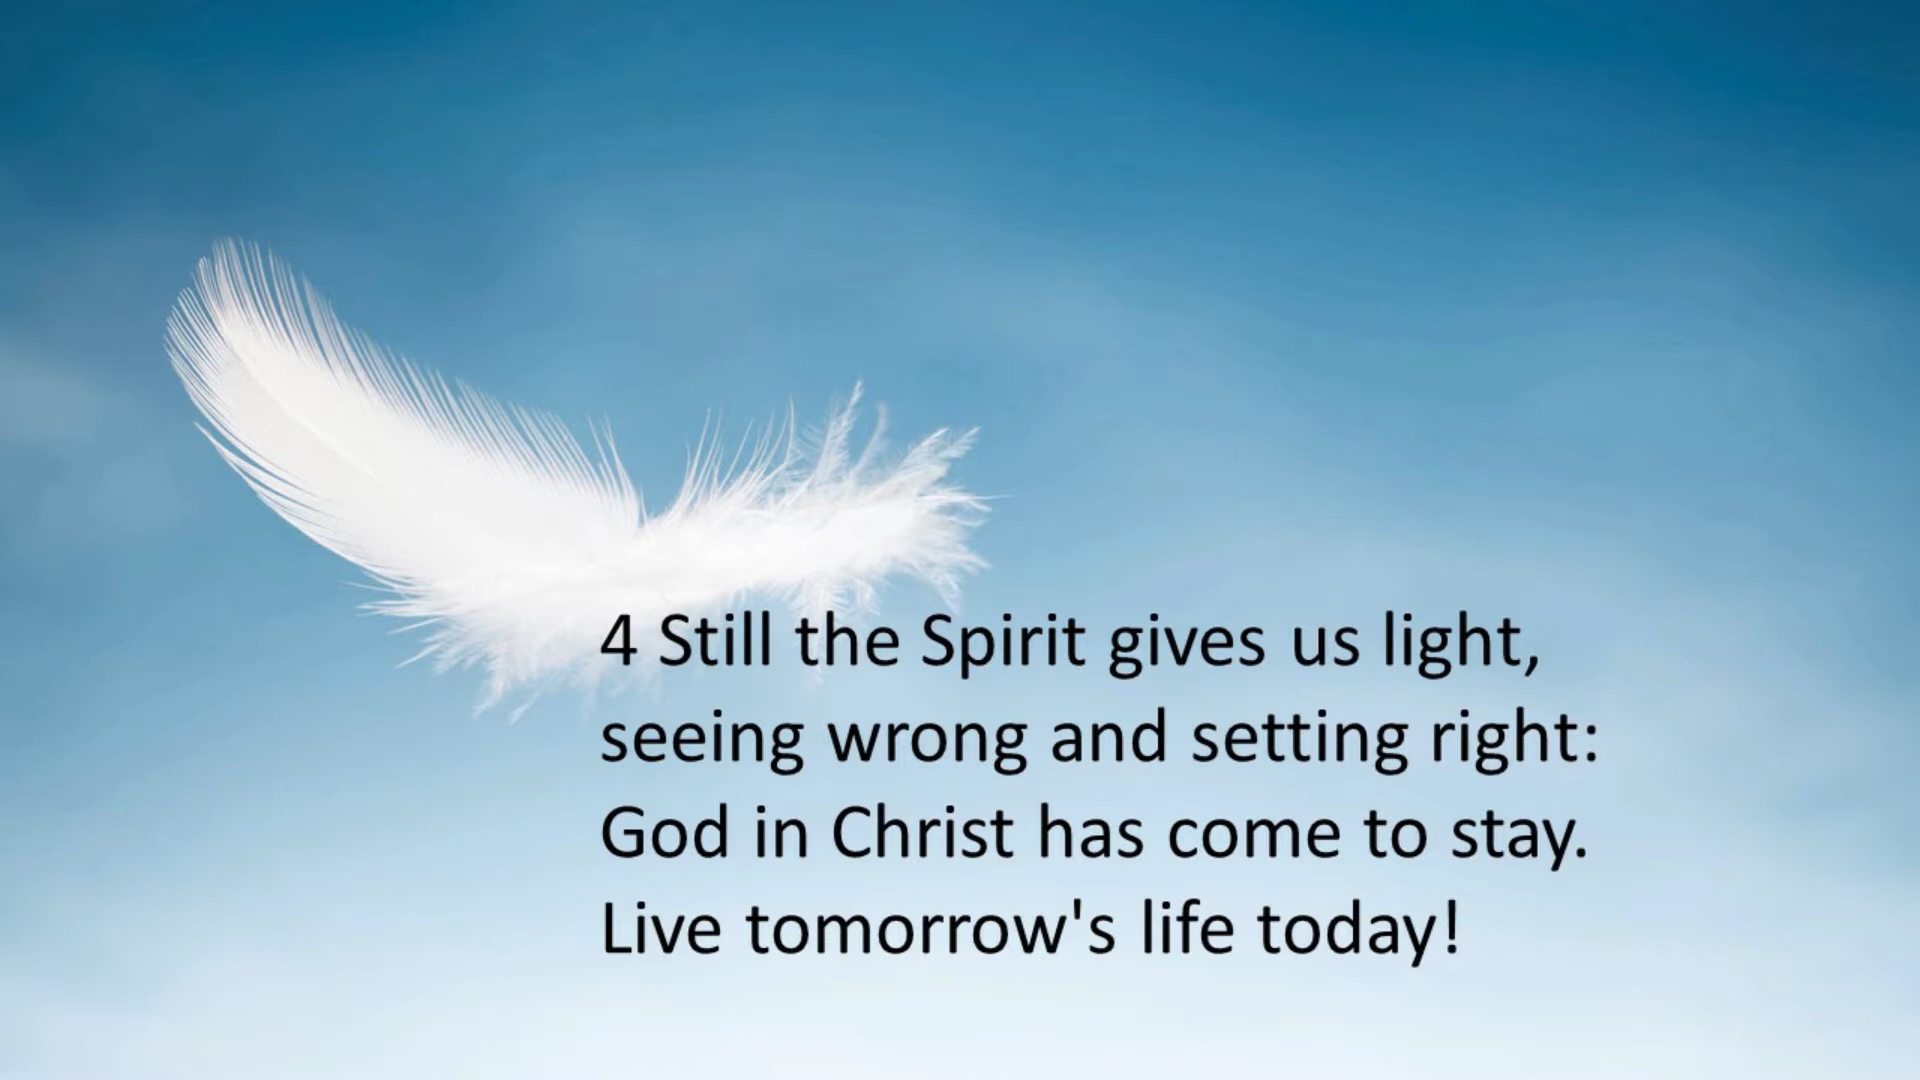 4 Still the Spirit gives us light,
seeing wrong and setting right:
God in Christ has come to stay.
Live tomorrow's life today!